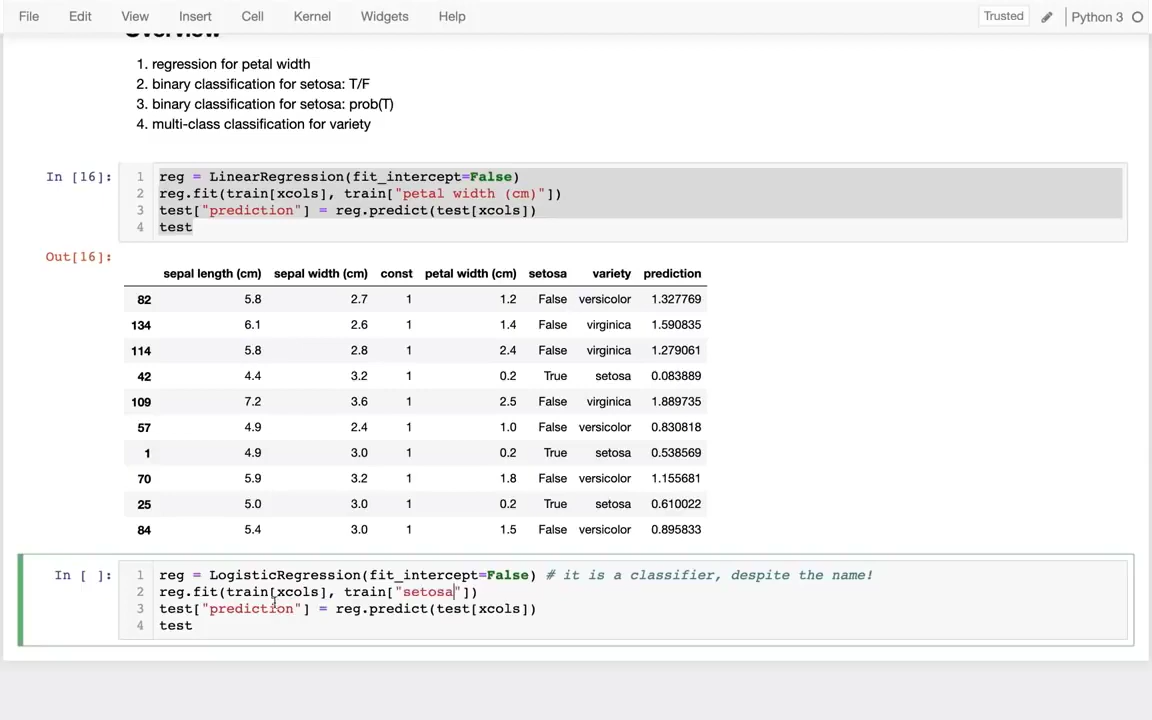 File Edit View Insert Cell Kernel Widgets Help Trusted Python 3
Overview
1. regression for petal width
2. binary classification for setosa: T/F
3. binary classification for setosa: prob(T)
4. multi-class classification for variety
In [16]: 1 reg = LinearRegression(fit_intercept=False)
2 reg.fit(train[xcols], train["petal width (cm)"])
3 test["prediction"] = reg.predict(test[xcols])
4 test
Out[16]:
sepal length (cm) sepal width (cm) const petal width (cm) setosa variety prediction
82 5.8 2.7 1 1.2 False versicolor 1.327769
134 6.1 2.6 1 1.4 False virginica 1.590835
114 5.8 2.8 1 2.4 False virginica 1.279061
42 4.4 3.2 1 0.2 True setosa 0.083889
109 7.2 3.6 1 2.5 False virginica 1.889735
57 4.9 2.4 1 1.0 False versicolor 0.830818
1 4.9 3.0 1 0.2 True setosa 0.538569
70 5.9 3.2 1 1.8 False versicolor 1.155681
25 5.0 3.0 1 0.2 True setosa 0.610022
84 5.4 3.0 1 1.5 False versicolor 0.895833
In [ ]: 1 reg = LogisticRegression(fit_intercept=False) # it is a classifier, despite the name!
2 reg.fit(train[xcols], train["setosa"])
3 test["prediction"] = reg.predict(test[xcols])
4 test